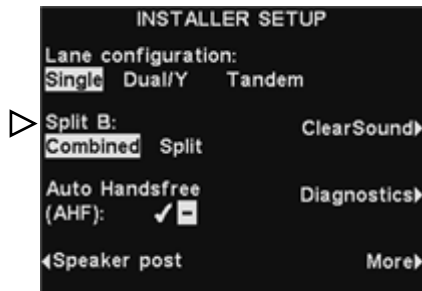 INSTALLER SETUP
Lane configuration:
Single Dual/Y Tandem
Split B:
Combined Split
ClearSound
Auto Handsfree
(AHF): ✓ –
Diagnostics
Speaker post
More